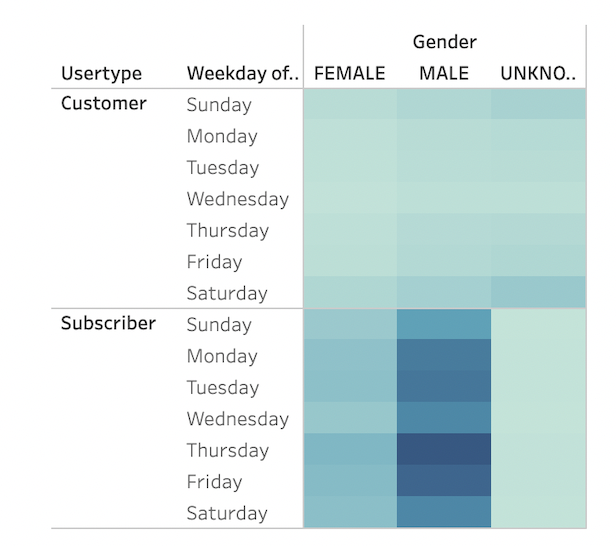 Gender
Usertype Weekday of.. FEMALE MALE UNKNO..
Customer Sunday
Monday
Tuesday
Wednesday
Thursday
Friday
Saturday
Subscriber Sunday
Monday
Tuesday
Wednesday
Thursday
Friday
Saturday